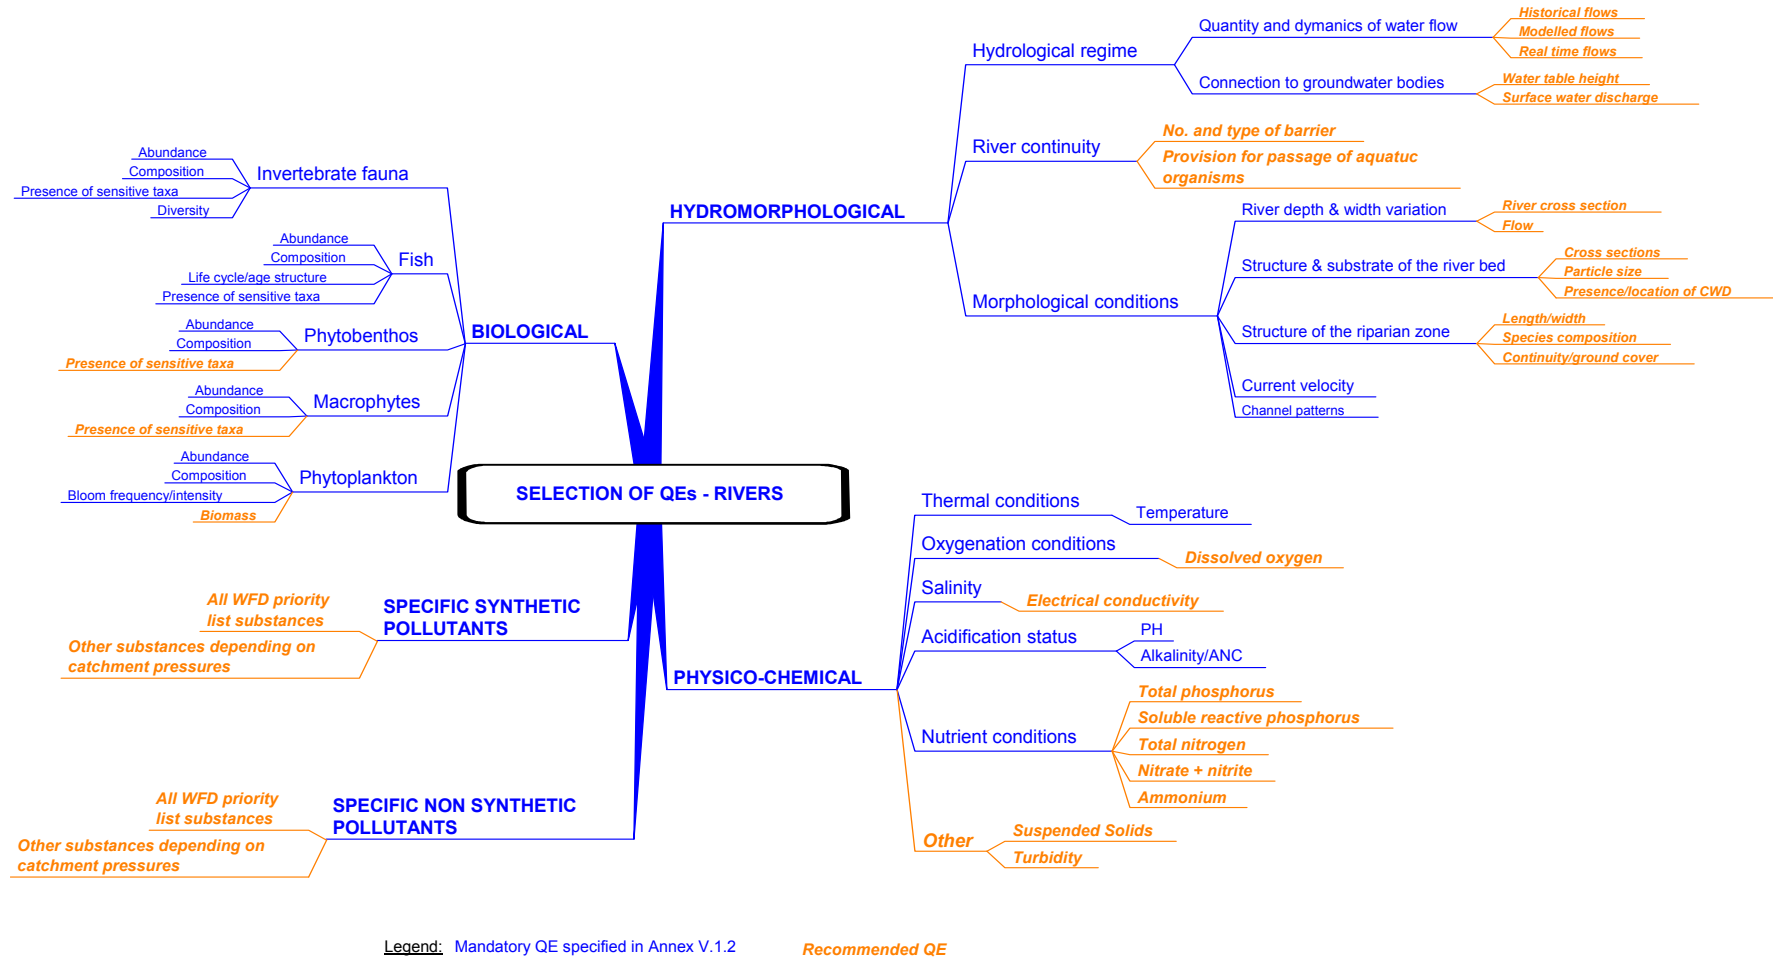 SELECTION OF QEs - RIVERS
HYDROMORPHOLOGICAL
Hydrological regime
Quantity and dymanics of water flow
Historical flows
Modelled flows
Real time flows
Connection to groundwater bodies
Water table height
Surface water discharge
River continuity
No. and type of barrier
Provision for passage of aquatuc
organisms
Morphological conditions
River depth & width variation
River cross section
Flow
Structure & substrate of the river bed
Cross sections
Particle size
Presence/location of CWD
Structure of the riparian zone
Length/width
Species composition
Continuity/ground cover
Current velocity
Channel patterns
BIOLOGICAL
Invertebrate fauna
Abundance
Composition
Presence of sensitive taxa
Diversity
Fish
Abundance
Composition
Life cycle/age structure
Presence of sensitive taxa
Phytobenthos
Abundance
Composition
Presence of sensitive taxa
Macrophytes
Abundance
Composition
Presence of sensitive taxa
Phytoplankton
Abundance
Composition
Bloom frequency/intensity
Biomass
SPECIFIC SYNTHETIC
POLLUTANTS
All WFD priority
list substances
Other substances depending on
catchment pressures
SPECIFIC NON SYNTHETIC
POLLUTANTS
All WFD priority
list substances
Other substances depending on
catchment pressures
PHYSICO-CHEMICAL
Thermal conditions
Temperature
Oxygenation conditions
Dissolved oxygen
Salinity
Electrical conductivity
Acidification status
PH
Alkalinity/ANC
Nutrient conditions
Total phosphorus
Soluble reactive phosphorus
Total nitrogen
Nitrate + nitrite
Ammonium
Other
Suspended Solids
Turbidity
Legend: Mandatory QE specified in Annex V.1.2 Recommended QE